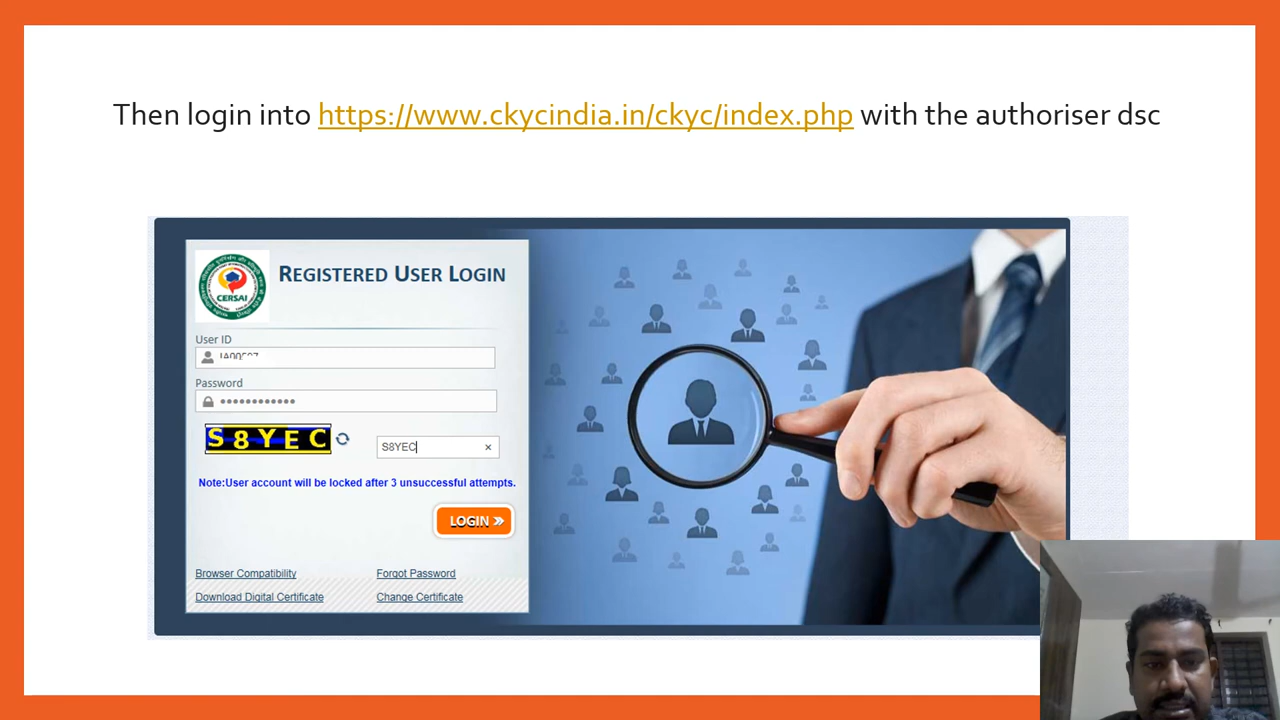 Then login into https://www.ckycindia.in/ckyc/index.php with the authoriser dsc
CERSAI
REGISTERED USER LOGIN
User ID
Password
S8YEC
S8YEC
×
Note:User account will be locked after 3 unsuccessful attempts.
LOGIN »
Browser Compatibility
Forgot Password
Download Digital Certificate
Change Certificate